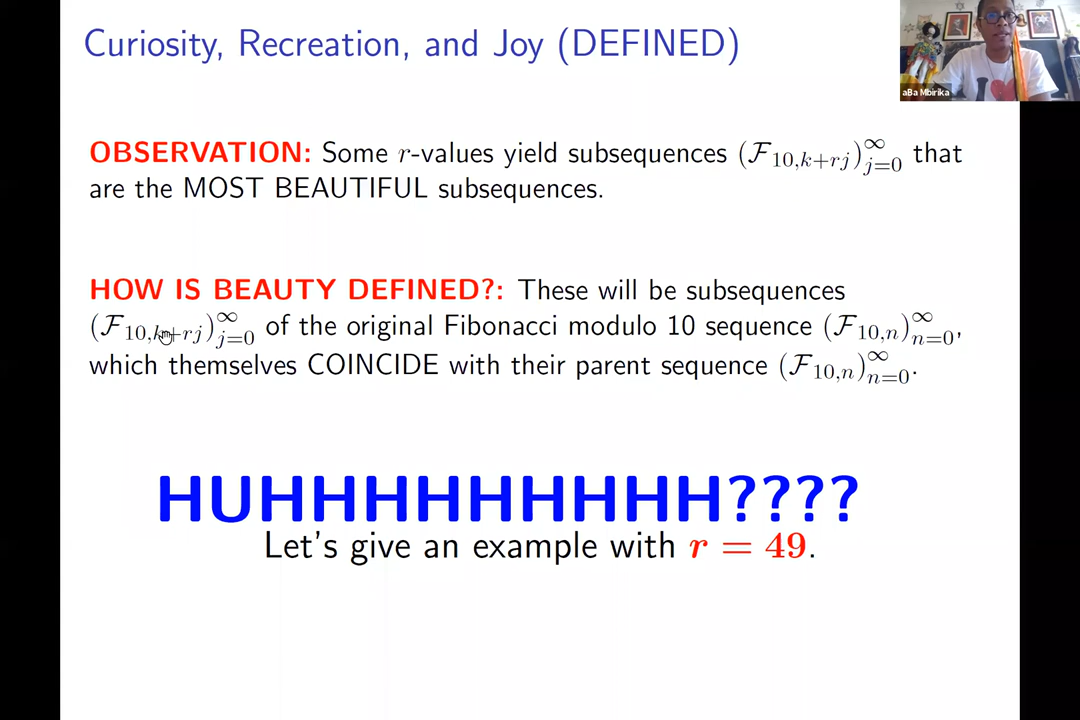 Curiosity, Recreation, and Joy (DEFINED)
aBa Mbirika
OBSERVATION: Some r-values yield subsequences (ℱ₁₀,ₖ₊ᵣⱼ)^∞_{j=0} that
are the MOST BEAUTIFUL subsequences.
HOW IS BEAUTY DEFINED?: These will be subsequences
(ℱ₁₀,ₖ₊ᵣⱼ)^∞_{j=0} of the original Fibonacci modulo 10 sequence (ℱ₁₀,ₙ)^∞_{n=0},
which themselves COINCIDE with their parent sequence (ℱ₁₀,ₙ)^∞_{n=0}.
HUHHHHHHHHHH????
Let's give an example with r = 49.